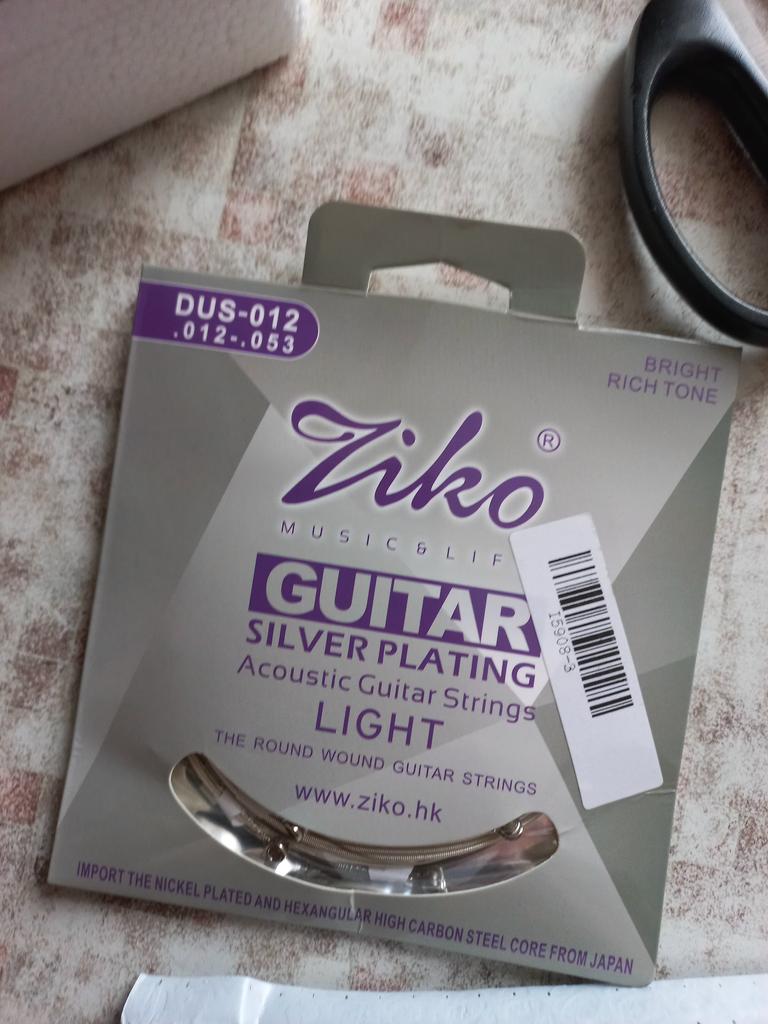 DUS-012
.012-.053
BRIGHT
RICH TONE
Ziko ®
MUSIC & LIF
GUITAR
SILVER PLATING
Acoustic Guitar Strings
LIGHT
THE ROUND WOUND GUITAR STRINGS
www.ziko.hk
IMPORT THE NICKEL PLATED AND HEXANGULAR HIGH CARBON STEEL CORE FROM JAPAN
15908-3